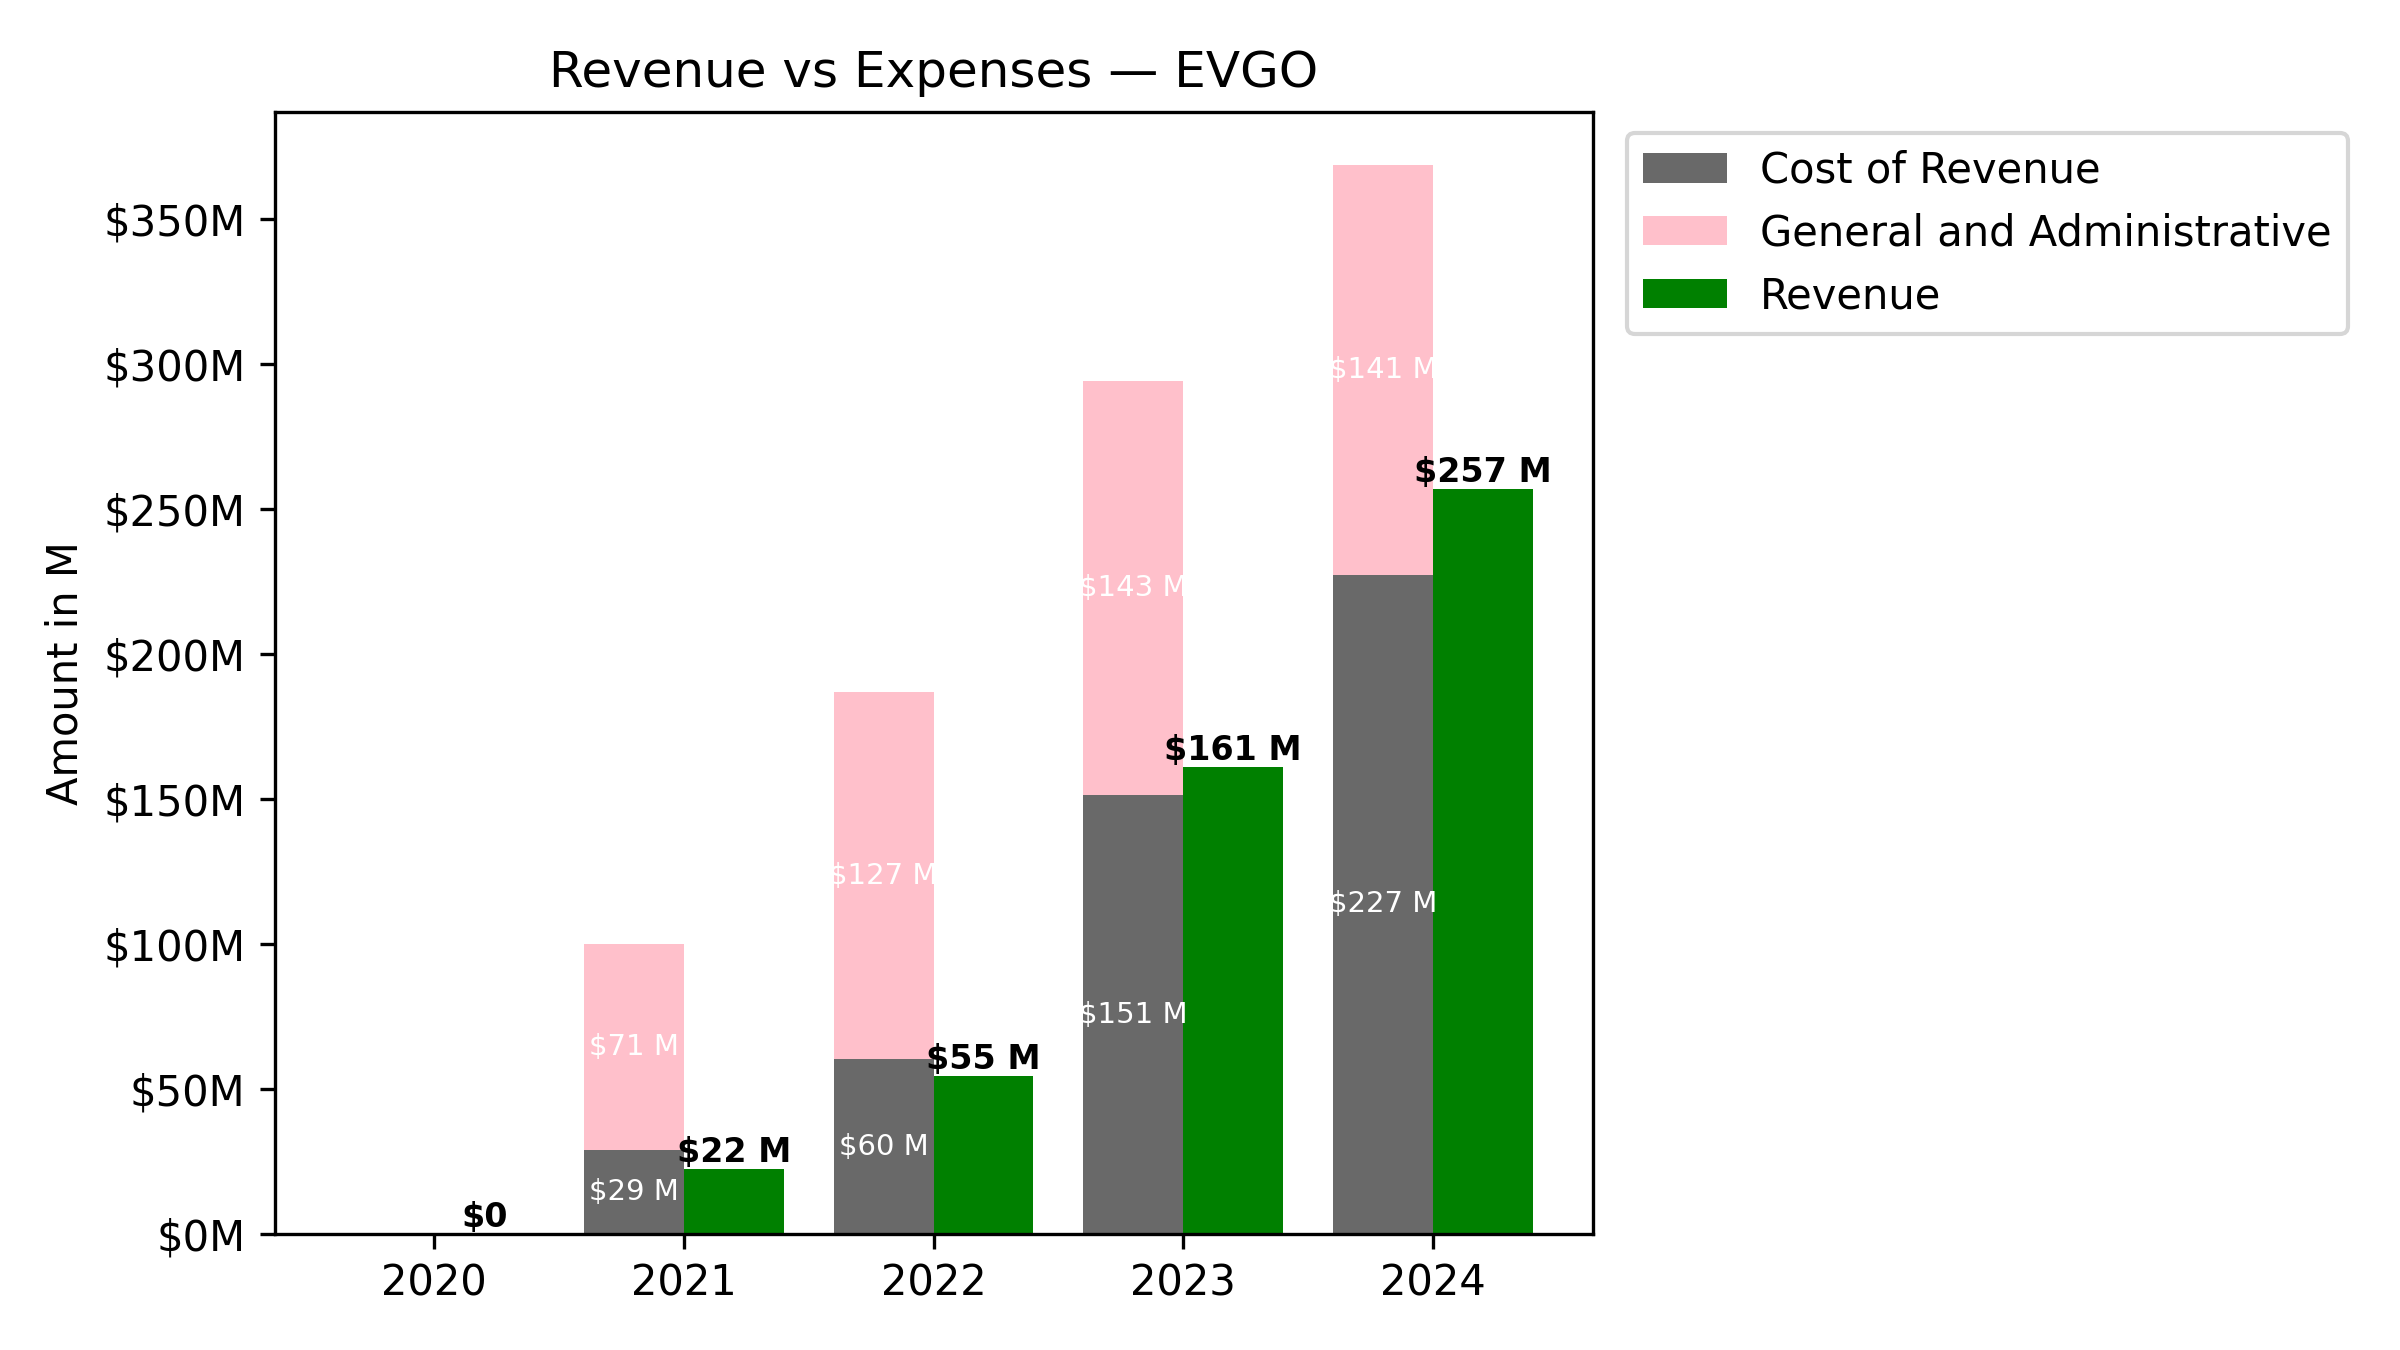 Revenue vs Expenses — EVGO
Cost of Revenue
General and Administrative
Revenue
Amount in M
$350M
$300M
$250M
$200M
$150M
$100M
$50M
$0M
$0
$71 M
$29 M
$22 M
$127 M
$60 M
$55 M
$143 M
$151 M
$161 M
$141 M
$227 M
$257 M
2020
2021
2022
2023
2024